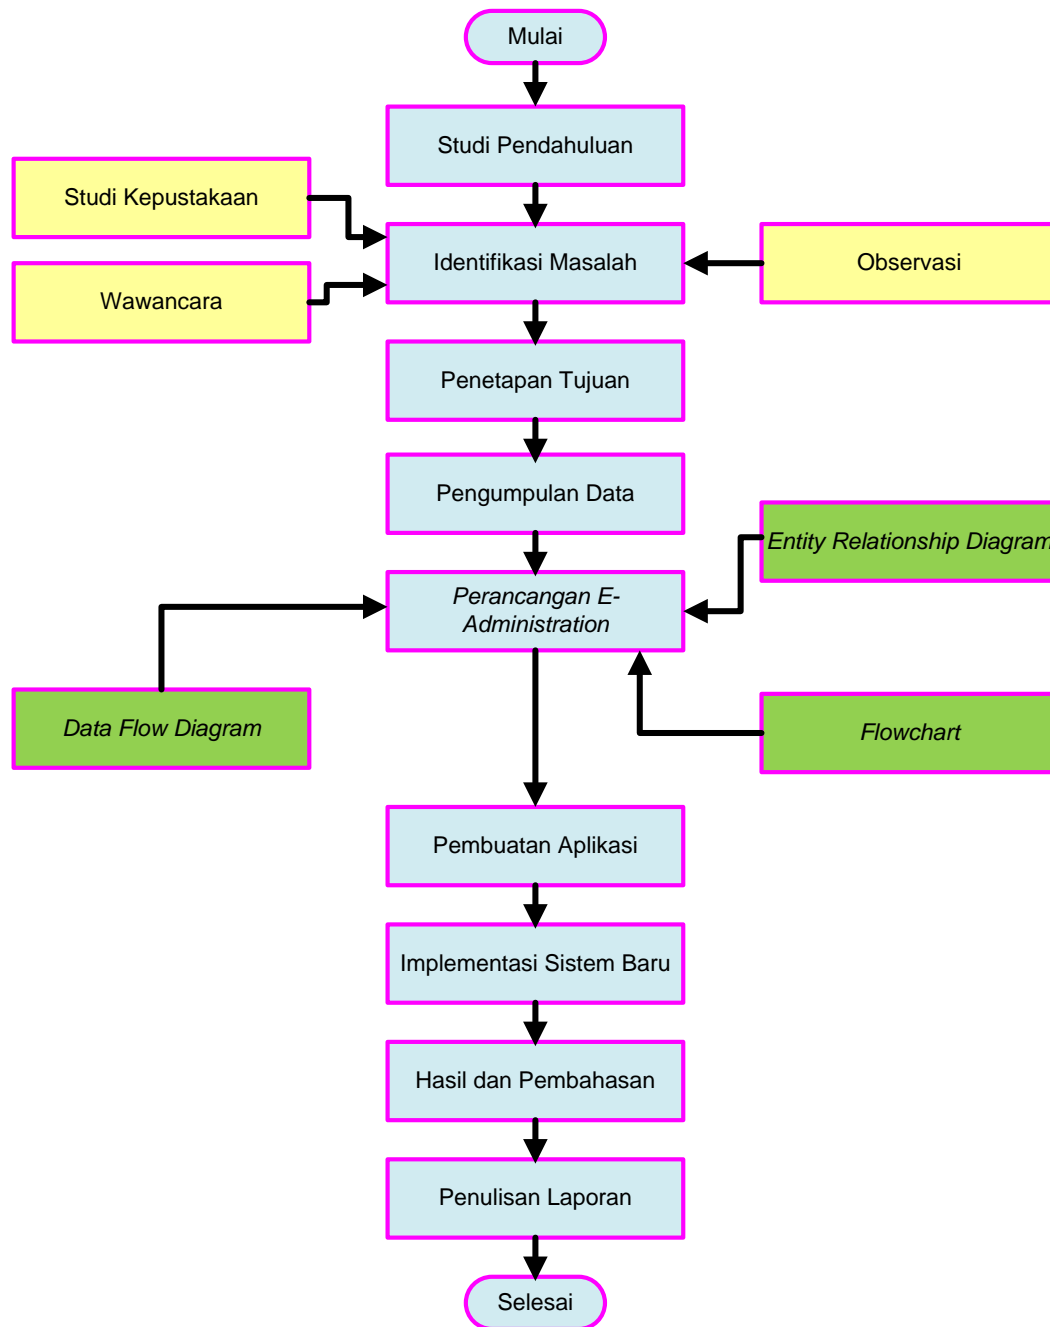 Mulai
Studi Pendahuluan
Studi Kepustakaan
Identifikasi Masalah
Observasi
Wawancara
Penetapan Tujuan
Pengumpulan Data
Entity Relationship Diagram
Perancangan E-
Administration
Data Flow Diagram
Flowchart
Pembuatan Aplikasi
Implementasi Sistem Baru
Hasil dan Pembahasan
Penulisan Laporan
Selesai